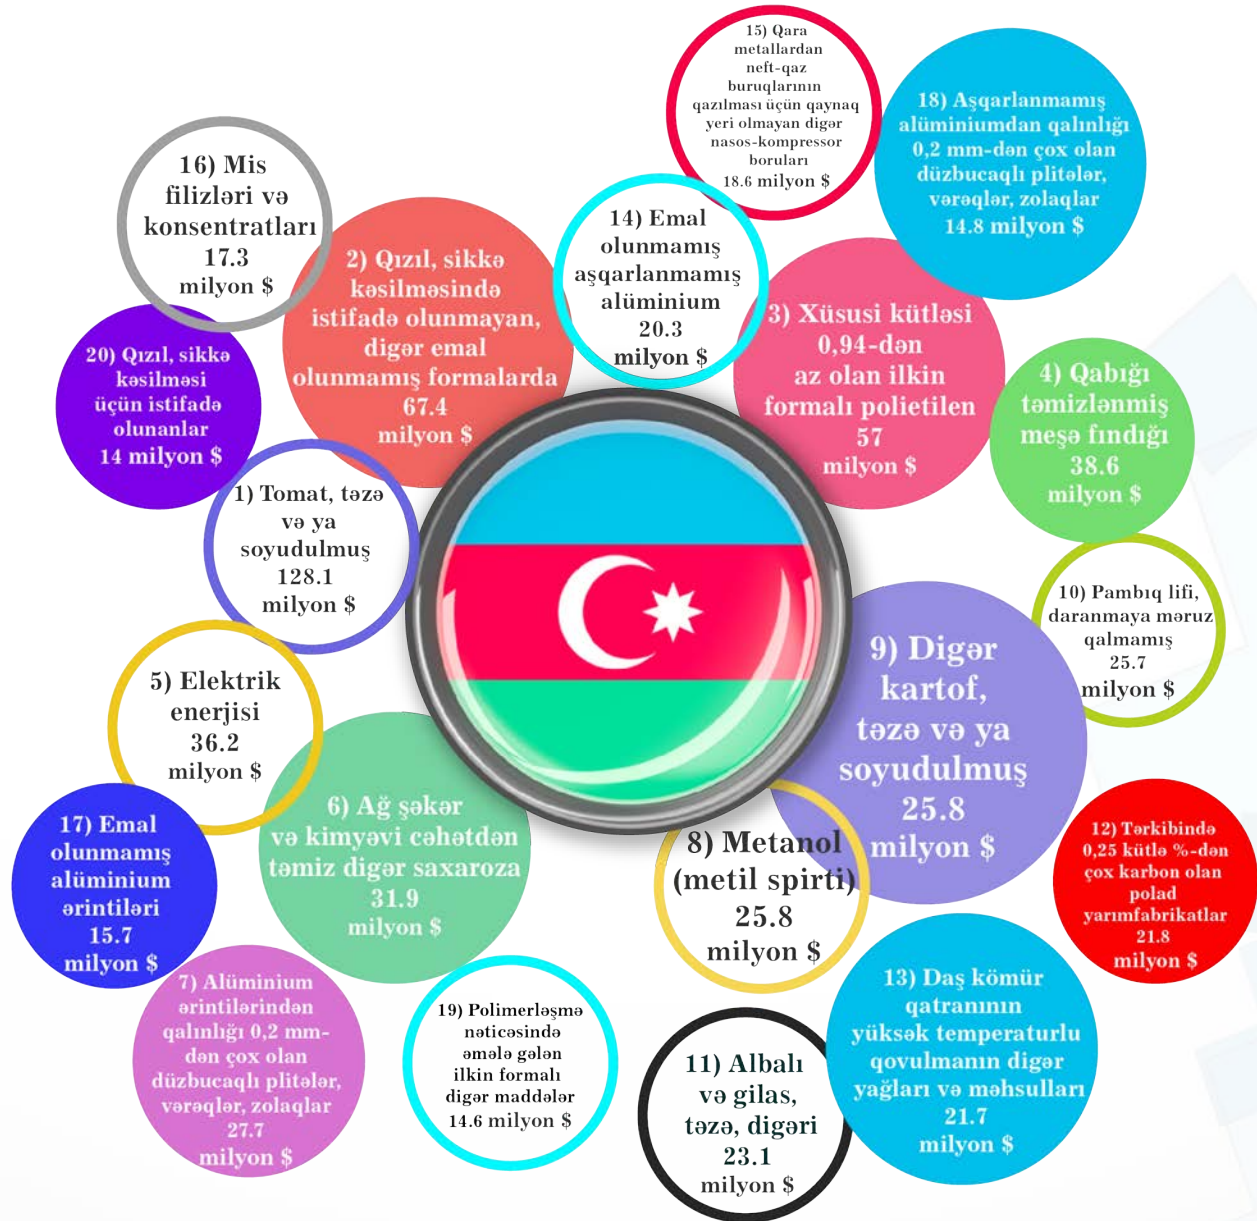 15) Qara
metallardan
neft-qaz
buruqlarının
qazılması üçün qaynaq
yeri olmayan digər
nasos-kompressor
boruları
18.6 milyon $
18) Aşqarlanmamış
alüminiumdan qalınlığı
0,2 mm-dən çox olan
düzbucaqlı plitələr,
vərəqlər, zolaqlar
14.8 milyon $
16) Mis
filizləri və
konsentratları
17.3
milyon $
14) Emal
olunmamış
aşqarlanmamış
alüminium
20.3
milyon $
2) Qızıl, sikkə
kəsilməsində
istifadə olunmayan,
digər emal
olunmamış formalarda
67.4
milyon $
3) Xüsusi kütləsi
0,94-dən
az olan ilkin
formalı polietilen
57
milyon $
20) Qızıl, sikkə
kəsilməsi
üçün istifadə
olunanlar
14 milyon $
4) Qabığı
təmizlənmiş
meşə fındığı
38.6
milyon $
1) Tomat, təzə
və ya
soyudulmuş
128.1
milyon $
10) Pambıq lifi,
daranmaya məruz
qalmamış
25.7
milyon $
9) Digər
kartof,
təzə və ya
soyudulmuş
25.8
milyon $
5) Elektrik
enerjisi
36.2
milyon $
6) Ağ şəkər
və kimyəvi cəhətdən
təmiz digər saxaroza
31.9
milyon $
17) Emal
olunmamış
alüminium
ərintiləri
15.7
milyon $
8) Metanol
(metil spirti)
25.8
milyon $
12) Tərkibində
0,25 kütlə %-dən
çox karbon olan
polad
yarımfabrikatlar
21.8
milyon $
7) Alüminium
ərintilərindən
qalınlığı 0,2 mm-
dən çox olan
düzbucaqlı plitələr,
vərəqlər, zolaqlar
27.7
milyon $
19) Polimerləşmə
nəticəsində
əmələ gələn
ilkin formalı
digər maddələr
14.6 milyon $
13) Daş kömür
qatranının
yüksək temperaturlu
qovulmanın digər
yağları və məhsulları
21.7
milyon $
11) Albalı
və gilas,
təzə, digəri
23.1
milyon $